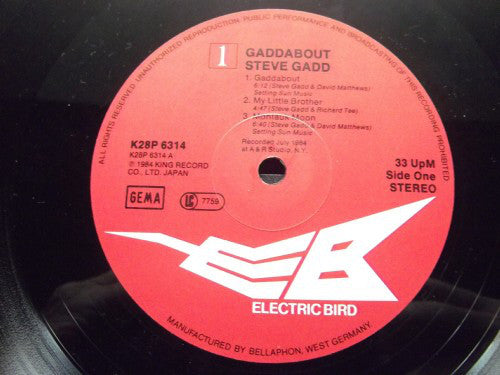 ALL RIGHTS RESERVED. UNAUTHORIZED REPRODUCTION, PUBLIC PERFORMANCE AND BROADCASTING OF THIS RECORDING PROHIBITED
1
GADDABOUT
STEVE GADD
1. Gaddabout
6:12 (Steve Gadd & David Matthews)
Setting Sun Music
2. My Little Brother
4:47 (Steve Gadd & Richard Tee)
3. Montauk Moon
6:40 (Steve Gadd & David Matthews)
Setting Sun Music
Recorded July 1984
at A & R Studio, N.Y.
K28P 6314
K28P 6314 A
℗ 1984 KING RECORD
CO., LTD. JAPAN
GEMA
LC 7759
33 UpM
Side One
STEREO
EB
ELECTRIC BIRD
MANUFACTURED BY BELLAPHON, WEST GERMANY.